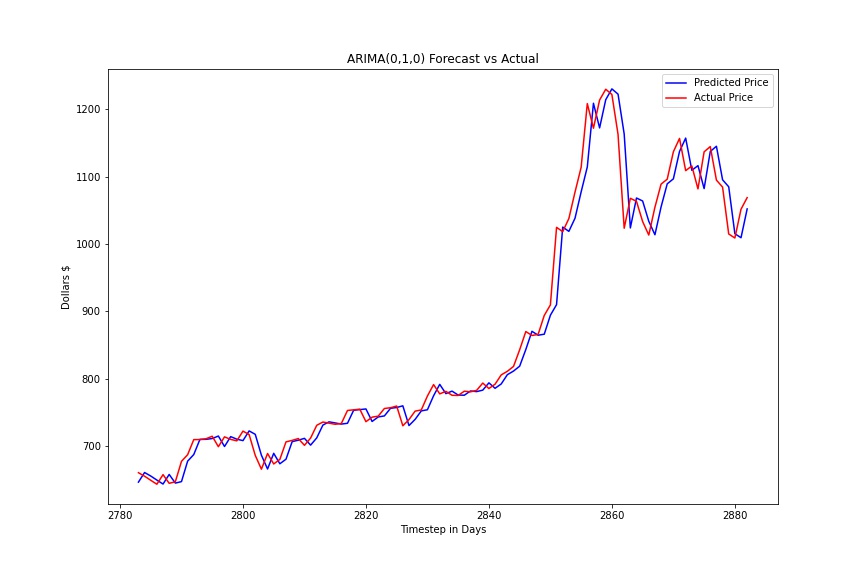 ARIMA(0,1,0) Forecast vs Actual
Predicted Price
Actual Price
Dollars $
1200
1100
1000
900
800
700
2780 2800 2820 2840 2860 2880
Timestep in Days